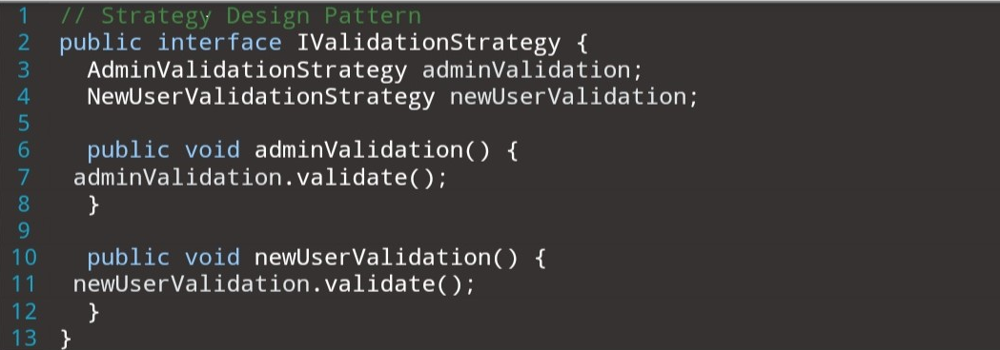 1 // Strategy Design Pattern
2 public interface IValidationStrategy {
3 AdminValidationStrategy adminValidation;
4 NewUserValidationStrategy newUserValidation;
5
6 public void adminValidation() {
7 adminValidation.validate();
8 }
9
10 public void newUserValidation() {
11 newUserValidation.validate();
12 }
13 }